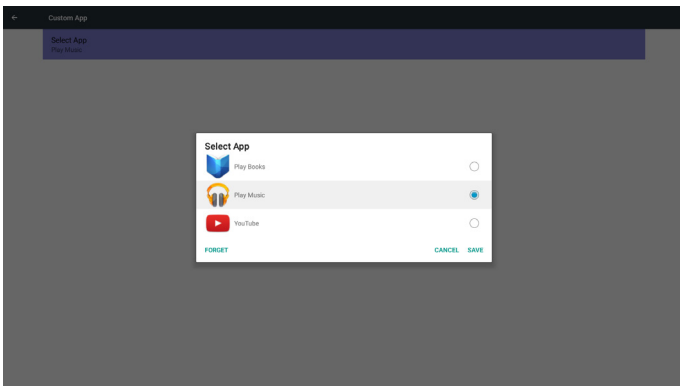 Custom App
Select App
Play Music
Select App
Play Books
Play Music
YouTube
FORGET CANCEL SAVE